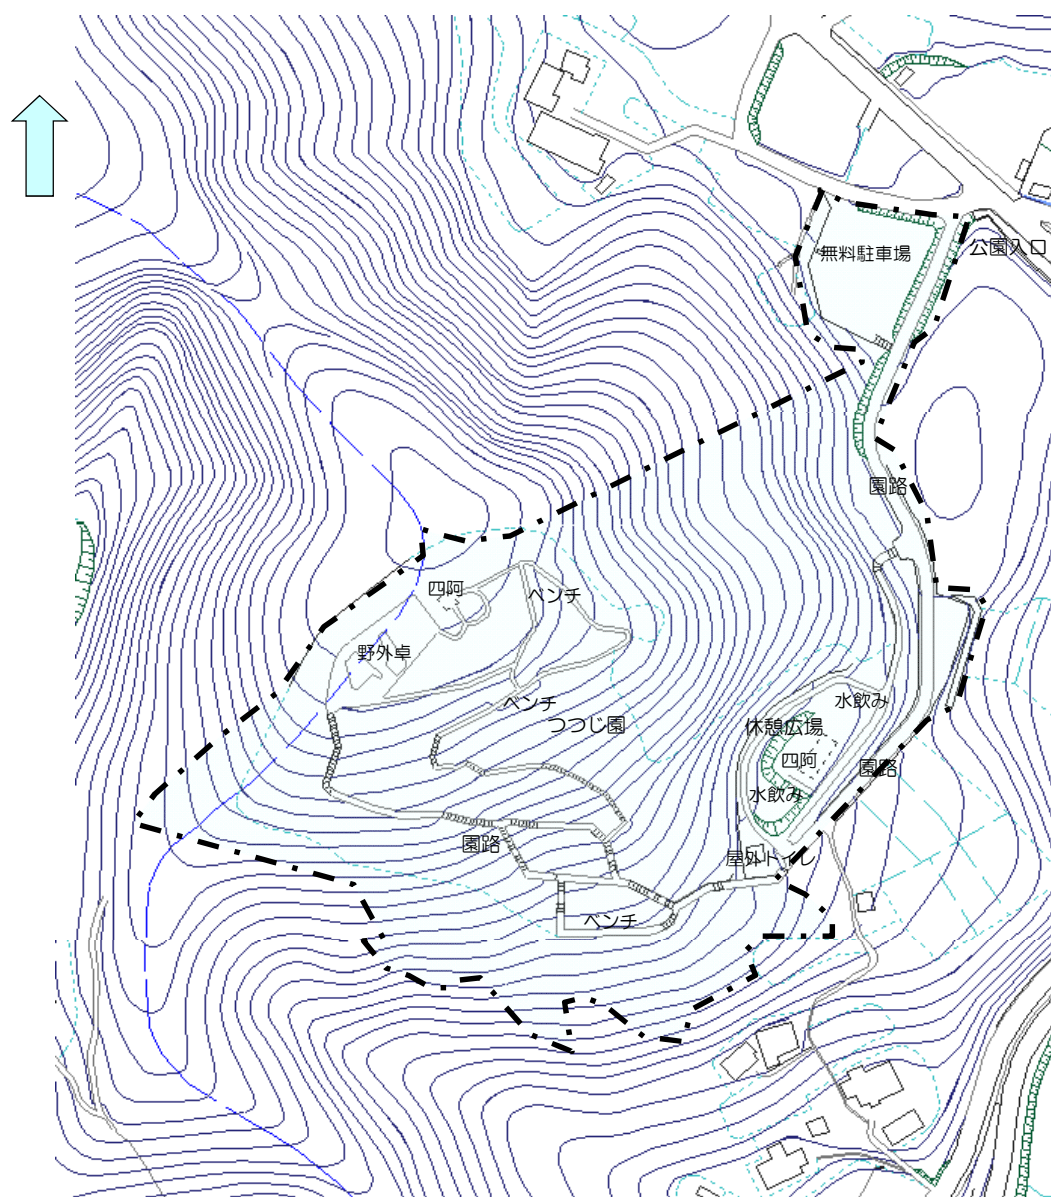 公園入口
無料駐車場
園路
四阿
ベンチ
野外卓
水飲み
ベンチ
つつじ園
休憩広場
四阿
園路
水飲み
園路
屋外トイレ
ベンチ